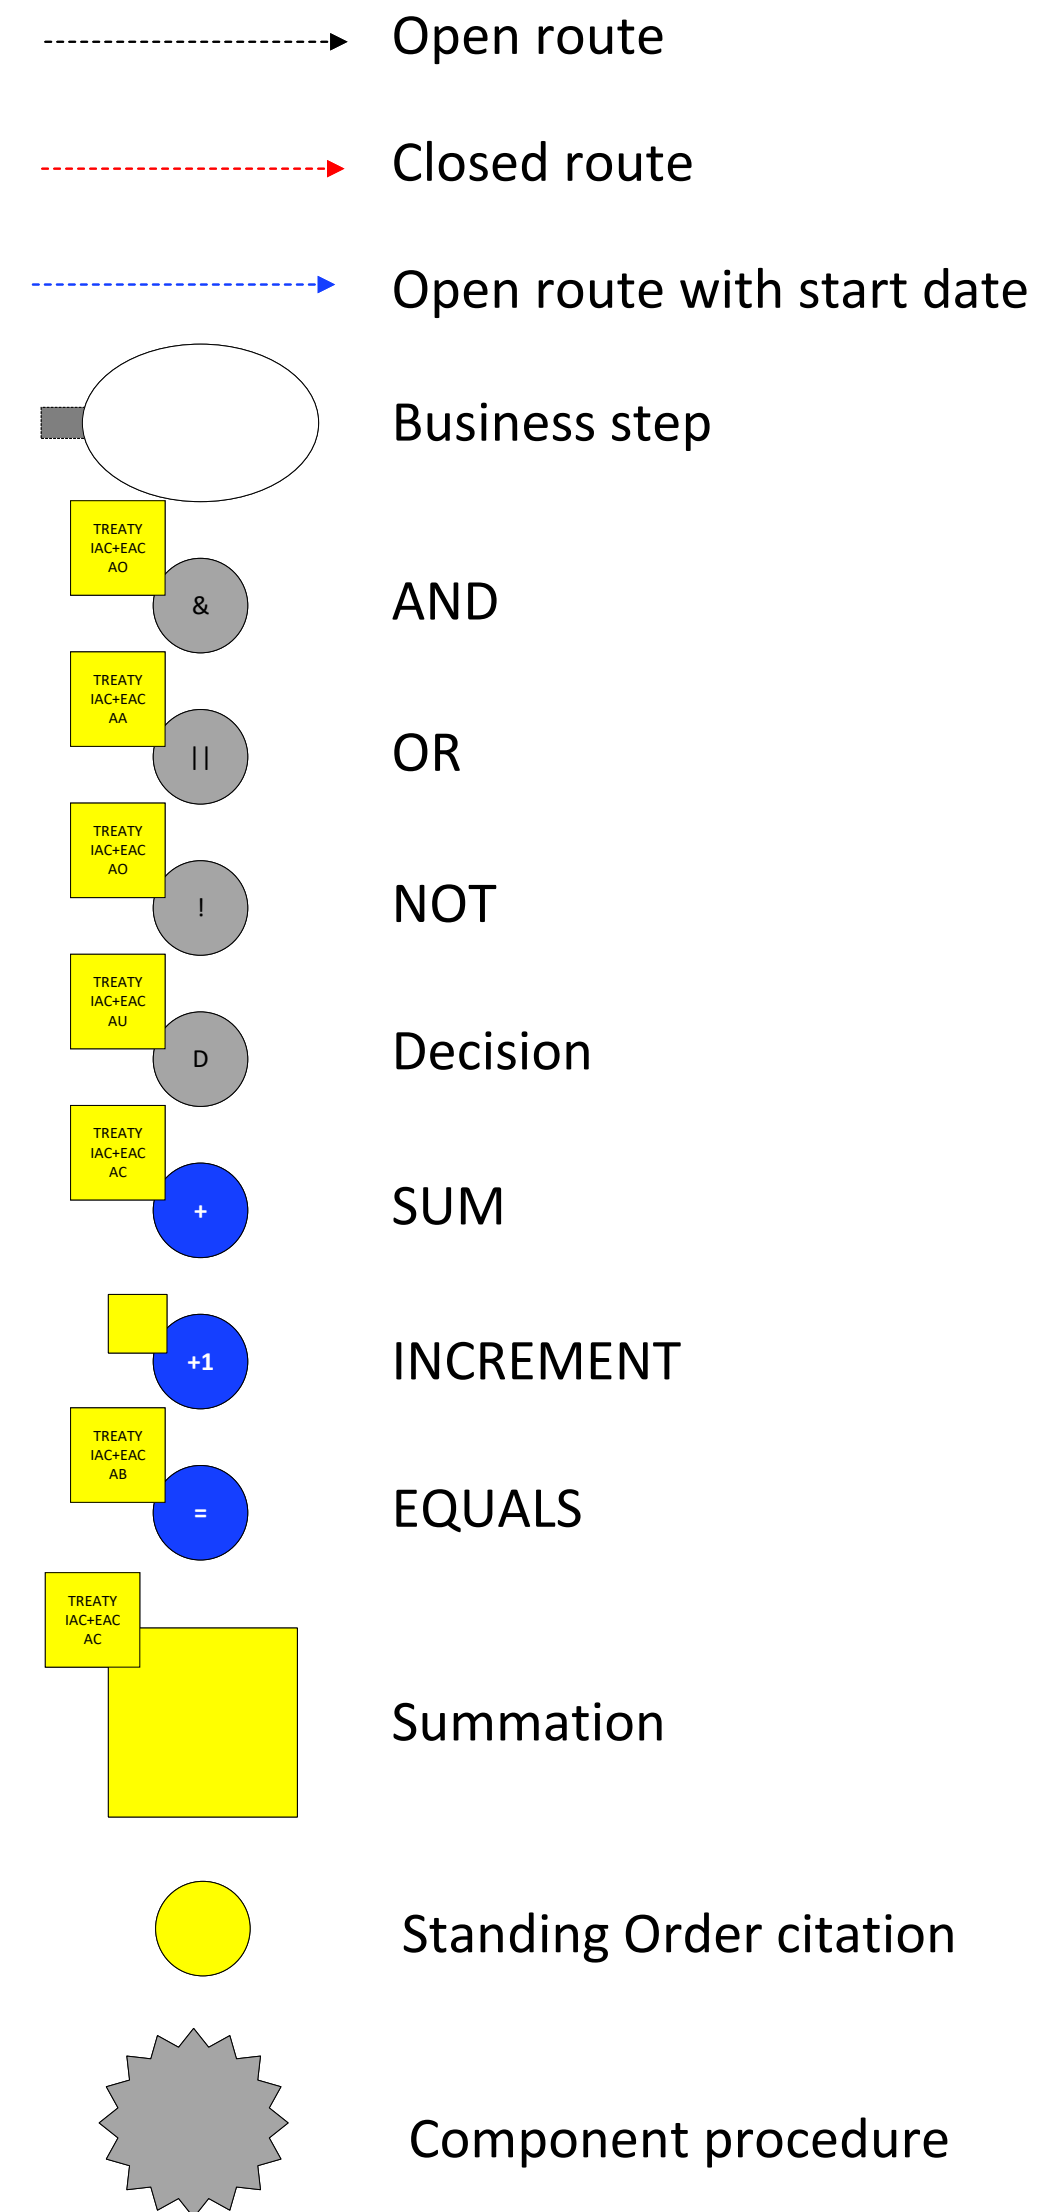 Open route
Closed route
Open route with start date
Business step
TREATY
IAC+EAC
AO
&
AND
TREATY
IAC+EAC
AA
||
OR
TREATY
IAC+EAC
AO
!
NOT
TREATY
IAC+EAC
AU
D
Decision
TREATY
IAC+EAC
AC
+
SUM
+1
INCREMENT
TREATY
IAC+EAC
AB
=
EQUALS
TREATY
IAC+EAC
AC
Summation
Standing Order citation
Component procedure